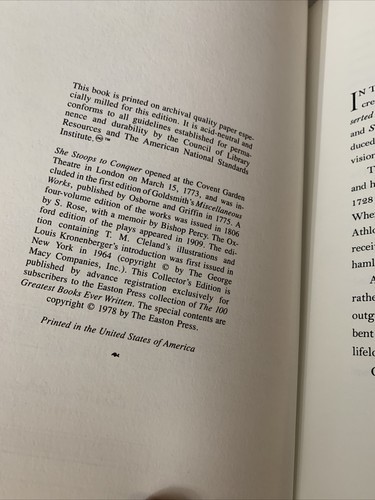 This book is printed on archival quality paper espe-
cially milled for this edition. It is acid-neutral and
conforms to all guidelines established for perma-
nence and durability by the Council of Library
Resources and The American National Standards
Institute.∞™
She Stoops to Conquer opened at the Covent Garden
Theatre in London on March 15, 1773, and was in-
cluded in the first edition of Goldsmith's Miscellaneous
Works, published by Osborne and Griffin in 1775. A
four-volume edition of the works was issued in 1806
by S. Rose, with a memoir by Bishop Percy. The Ox-
ford edition of the plays appeared in 1909. The edi-
tion containing T. M. Cleland's illustrations and
Louis Kronenberger's introduction was first issued in
New York in 1964 (copyright © by The George
Macy Companies, Inc.). This Collector's Edition is
published by advance registration exclusively for
subscribers to the Easton Press collection of The 100
Greatest Books Ever Written. The special contents are
copyright © 1978 by The Easton Press.
Printed in the United States of America
IN T
cre
serted
and S
duced
vision
T
and h
1728
Whe
Athlo
recei
haml
A
rathe
outg
bent
lifelo